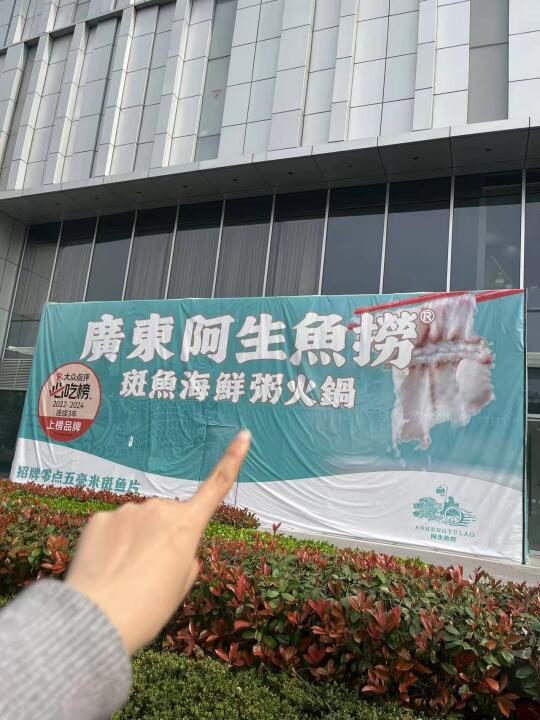 廣東阿生魚撈®
斑魚海鮮粥火鍋
大众点评
必吃榜
2022-2024
连续3年
上榜品牌
招牌零点五毫米斑鱼片
ASHENGYULAO
阿生魚撈